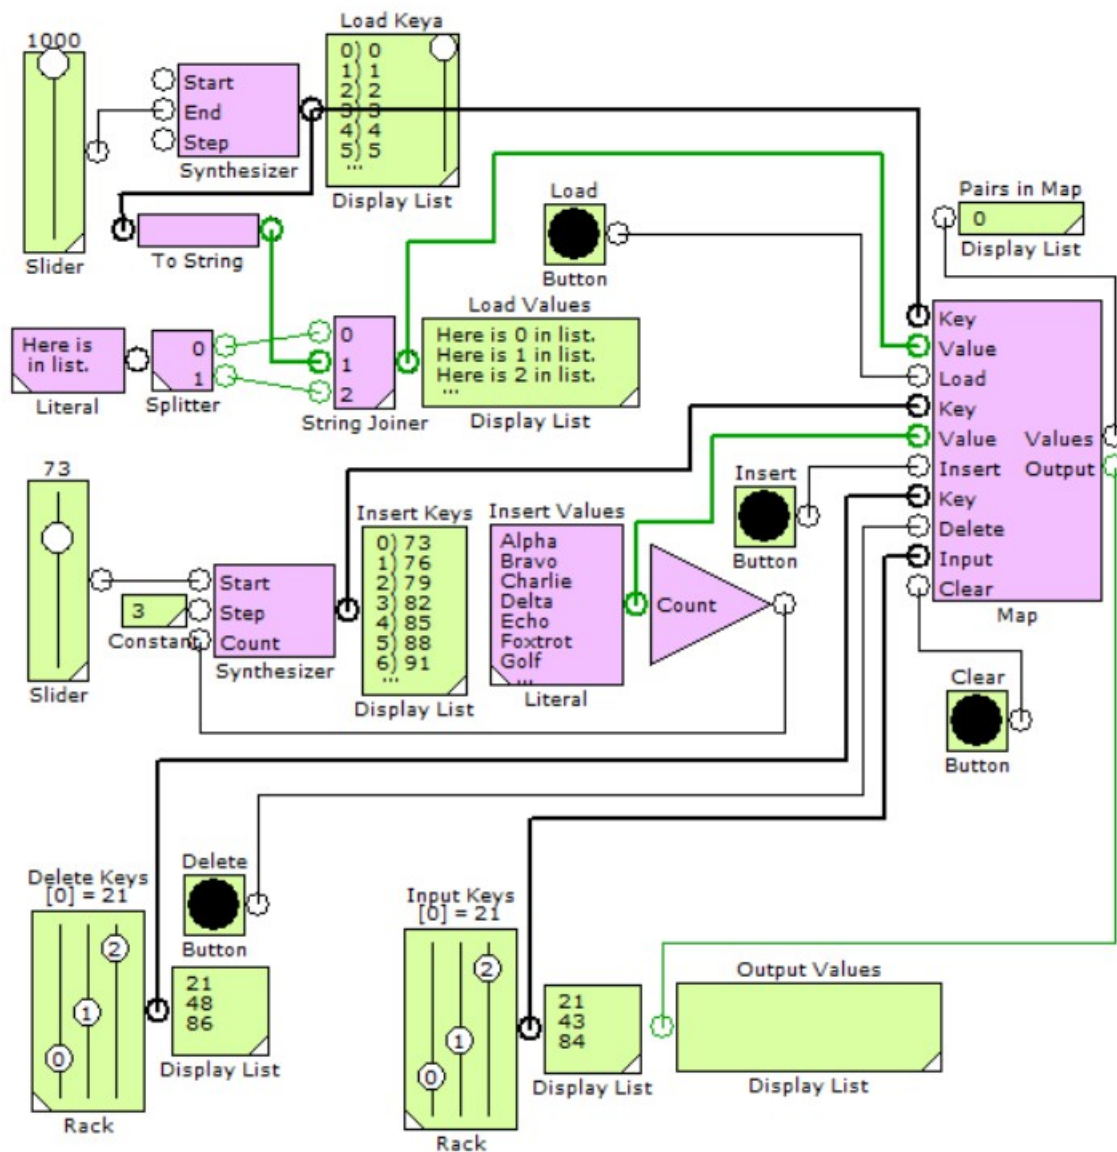 1000
Slider
Start
End
Step
Synthesizer
Load Keya
0) 0
1) 1
2) 2
3) 3
4) 4
5) 5
...
Display List
To String
Load
Button
Pairs in Map
0
Display List
Here is
in list.
Literal
0
1
Splitter
0
1
2
String Joiner
Load Values
Here is 0 in list.
Here is 1 in list.
Here is 2 in list.
...
Display List
Key
Value
Load
Key
Value
Insert
Key
Delete
Input
Clear
Values
Output
Map
73
Slider
3
Constant
Start
Step
Count
Synthesizer
Insert Keys
0) 73
1) 76
2) 79
3) 82
4) 85
5) 88
6) 91
...
Display List
Insert Values
Alpha
Bravo
Charlie
Delta
Echo
Foxtrot
Golf
...
Literal
Count
Insert
Button
Clear
Button
Delete Keys
[0] = 21
0
1
2
Rack
Delete
Button
21
48
86
Display List
Input Keys
[0] = 21
0
1
2
Rack
21
43
84
Display List
Output Values
Display List